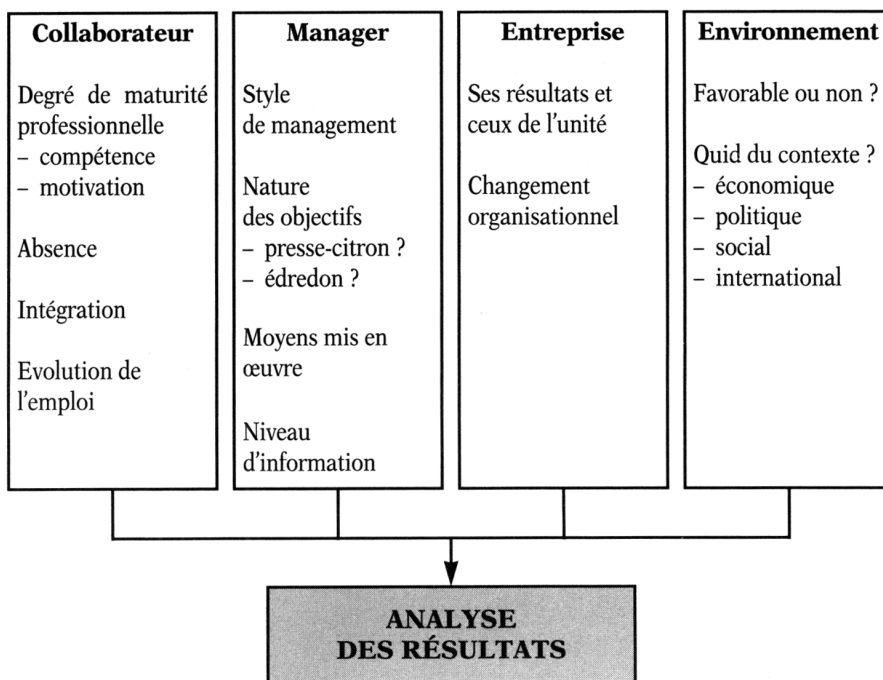 Collaborateur
Degré de maturité
professionnelle
– compétence
– motivation
Absence
Intégration
Evolution de
l'emploi
Manager
Style
de management
Nature
des objectifs
– presse-citron ?
– édredon ?
Moyens mis en
œuvre
Niveau
d'information
Entreprise
Ses résultats et
ceux de l'unité
Changement
organisationnel
Environnement
Favorable ou non ?
Quid du contexte ?
– économique
– politique
– social
– international
ANALYSE
DES RÉSULTATS